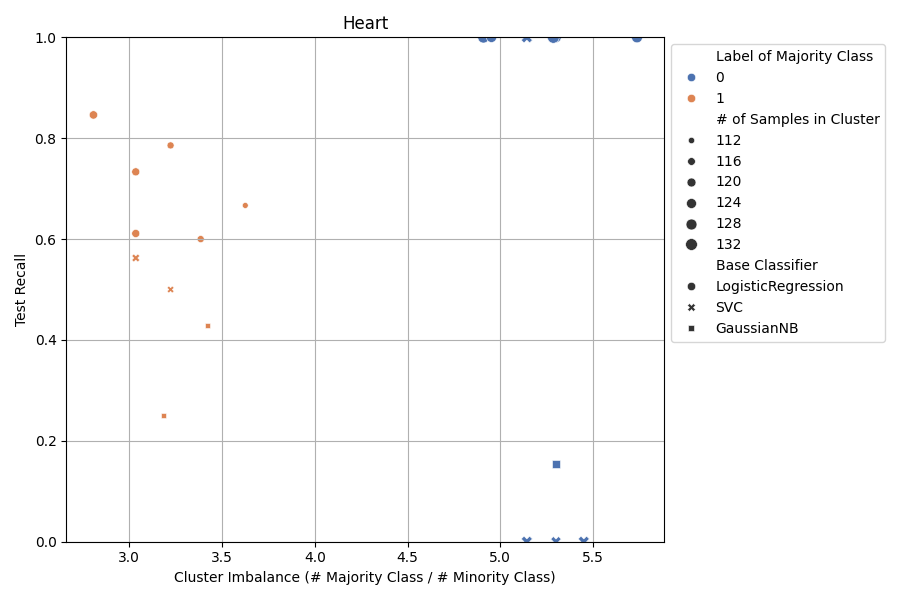 Heart
1.0
0.8
0.6
0.4
0.2
0.0
Test Recall
3.0 3.5 4.0 4.5 5.0 5.5
Cluster Imbalance (# Majority Class / # Minority Class)
Label of Majority Class
0
1
# of Samples in Cluster
112
116
120
124
128
132
Base Classifier
LogisticRegression
SVC
GaussianNB